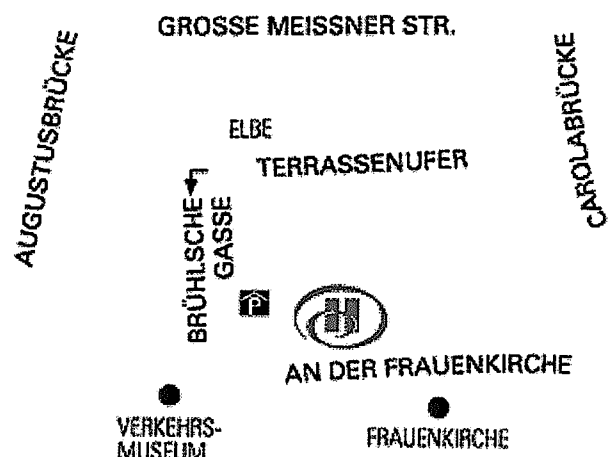 GROSSE MEISSNER STR.
AUGUSTUSBRÜCKE
CAROLABRÜCKE
ELBE
TERRASSENUFER
BRÜHLSCHE
GASSE
P
H
AN DER FRAUENKIRCHE
VERKEHRS-
MUSEUM
FRAUENKIRCHE